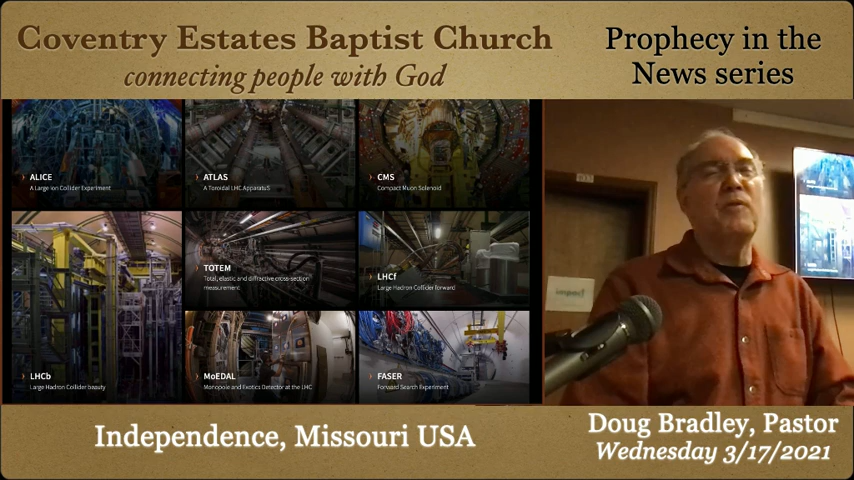 Coventry Estates Baptist Church
connecting people with God
Prophecy in the
News series
ALICE
A Large Ion Collider Experiment
ATLAS
A Toroidal LHC ApparatuS
CMS
Compact Muon Solenoid
TOTEM
Total, elastic and diffractive cross-section
measurement
LHCf
Large Hadron Collider forward
LHCb
Large Hadron Collider beauty
MoEDAL
Monopole and Exotics Detector at the LHC
FASER
Forward Search Experiment
Independence, Missouri USA
Doug Bradley, Pastor
Wednesday 3/17/2021